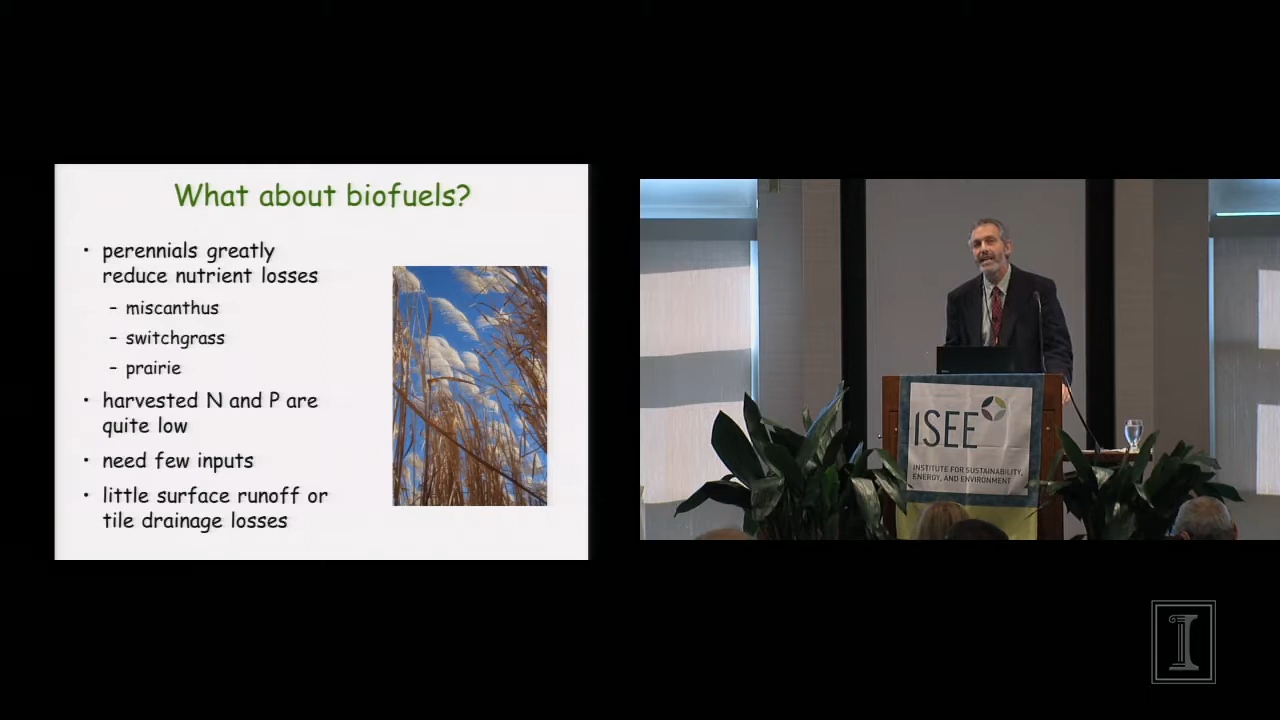 What about biofuels?
• perennials greatly
reduce nutrient losses
– miscanthus
– switchgrass
– prairie
• harvested N and P are
quite low
• need few inputs
• little surface runoff or
tile drainage losses
ISEE
INSTITUTE FOR SUSTAINABILITY,
ENERGY, AND ENVIRONMENT
I